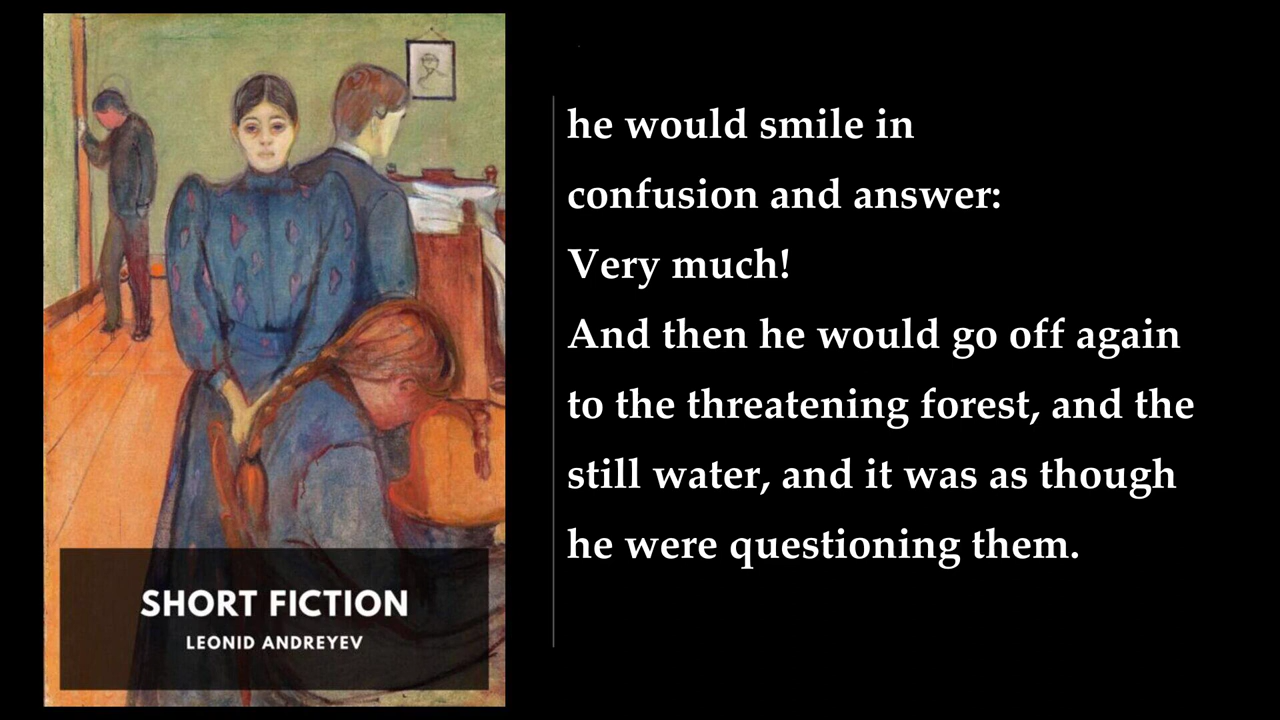 SHORT FICTION
LEONID ANDREYEV
he would smile in
confusion and answer:
Very much!
And then he would go off again
to the threatening forest, and the
still water, and it was as though
he were questioning them.